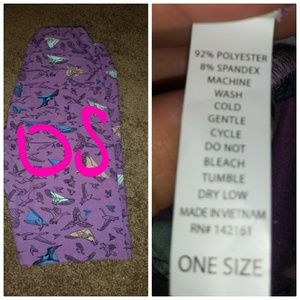 DS
92% POLYESTER
8% SPANDEX
MACHINE
WASH
COLD
GENTLE
CYCLE
DO NOT
BLEACH
TUMBLE
DRY LOW
MADE IN VIETNAM
RN# 142161
ONE SIZE